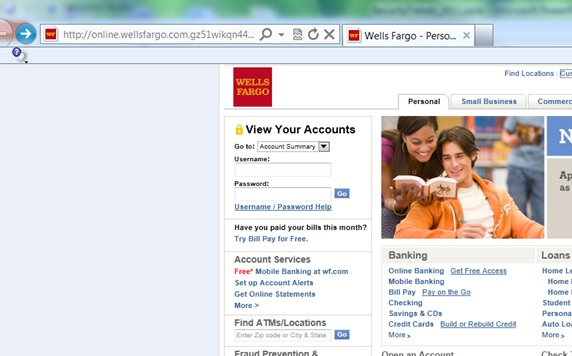 http://online.wellsfargo.com.gz51wikqn44...
Wells Fargo - Perso...
WELLS
FARGO
Find Locations
Personal
Small Business
View Your Accounts
Go to: Account Summary
Username:
Password:
Go
Username / Password Help
Have you paid your bills this month?
Try Bill Pay for Free.
Account Services
Free* Mobile Banking at wf.com
Set up Account Alerts
Get Online Statements
More >
Find ATMs/Locations
Enter Zip code or City & State
Go
Fraud Prevention &
N
Ap
as
Banking
Online Banking Get Free Access
Mobile Banking
Bill Pay Pay on the Go
Checking
Savings & CDs
Credit Cards Build or Rebuild Credit
More >
Loans
Home L
Home
Home
Student
Persona
Auto Loa
More >
Open an Account